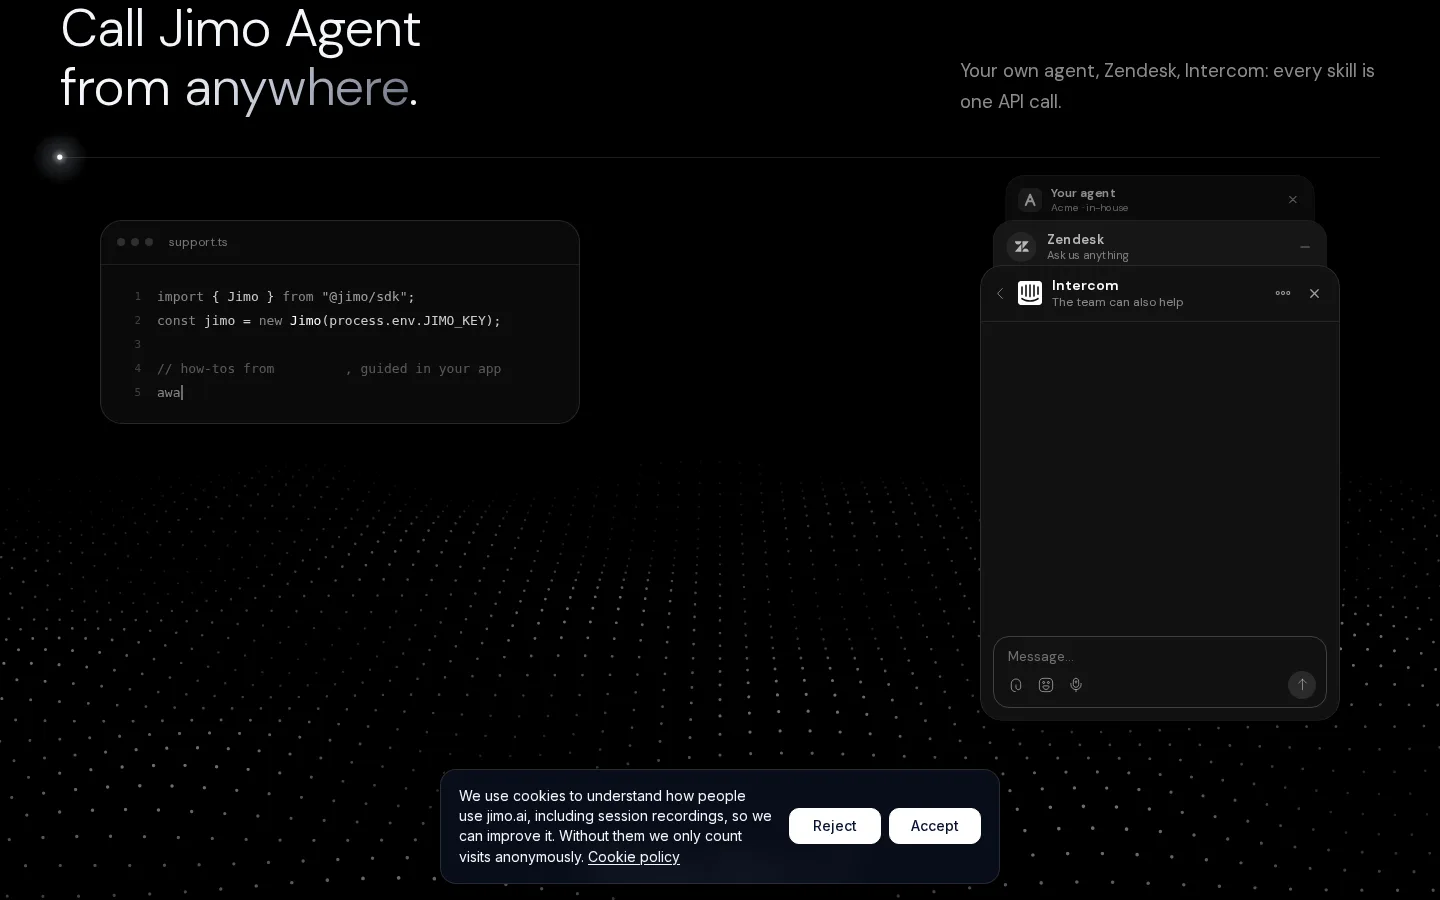 Call Jimo Agent
from anywhere.
Your own agent, Zendesk, Intercom: every skill is
one API call.
support.ts
1 import { Jimo } from "@jimo/sdk";
2 const jimo = new Jimo(process.env.JIMO_KEY);
3
4 // how-tos from , guided in your app
5 awa
A
Your agent
Acme · in-house
Zendesk
Ask us anything
Intercom
The team can also help
Message...
We use cookies to understand how people
use jimo.ai, including session recordings, so we
can improve it. Without them we only count
visits anonymously. Cookie policy
Reject
Accept